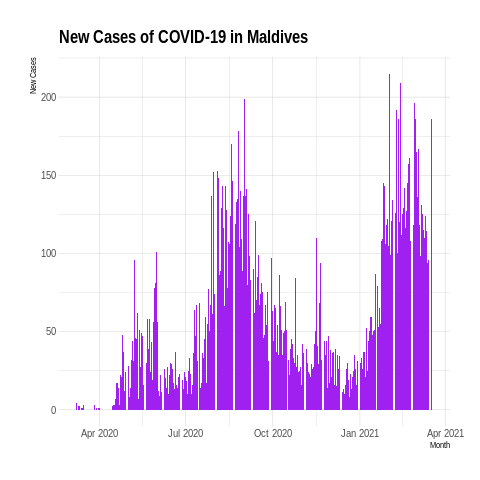 New Cases of COVID-19 in Maldives
New Cases
200
150
100
50
0
Apr 2020
Jul 2020
Oct 2020
Jan 2021
Apr 2021
Month